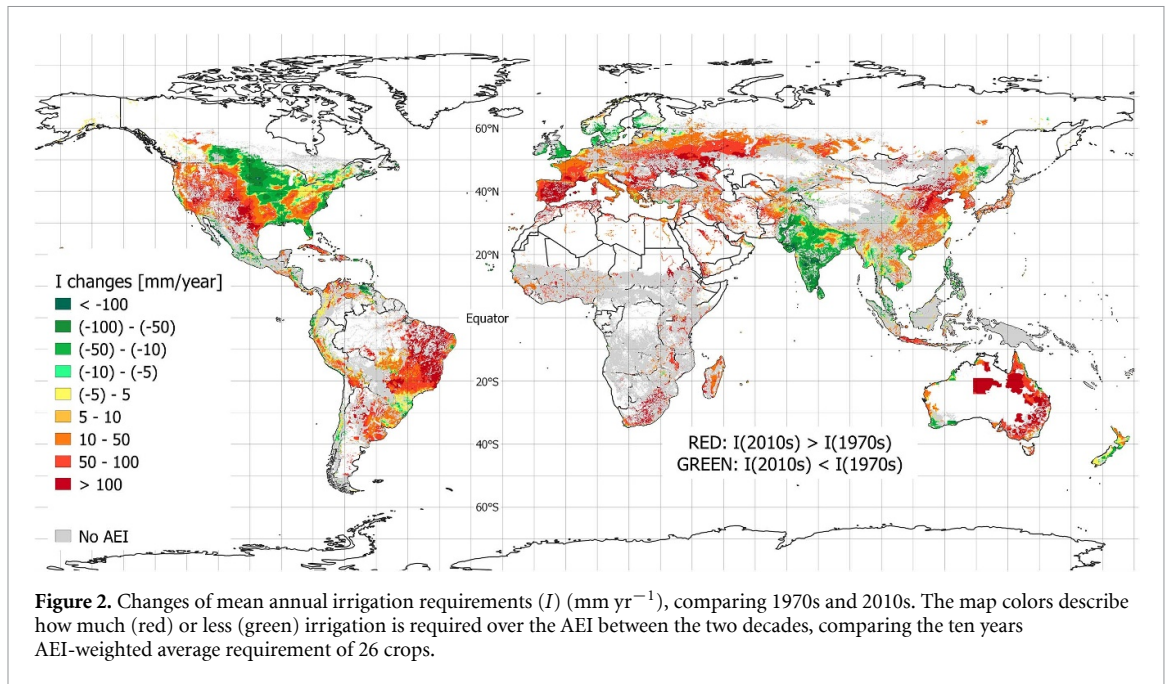 60°N
40°N
20°N
Equator
20°S
40°S
60°S
I changes [mm/year]
< -100
(-100) - (-50)
(-50) - (-10)
(-10) - (-5)
(-5) - 5
5 - 10
10 - 50
50 - 100
> 100
No AEI
RED: I(2010s) > I(1970s)
GREEN: I(2010s) < I(1970s)
Figure 2. Changes of mean annual irrigation requirements (I) (mm yr−1), comparing 1970s and 2010s. The map colors describe
how much (red) or less (green) irrigation is required over the AEI between the two decades, comparing the ten years
AEI-weighted average requirement of 26 crops.